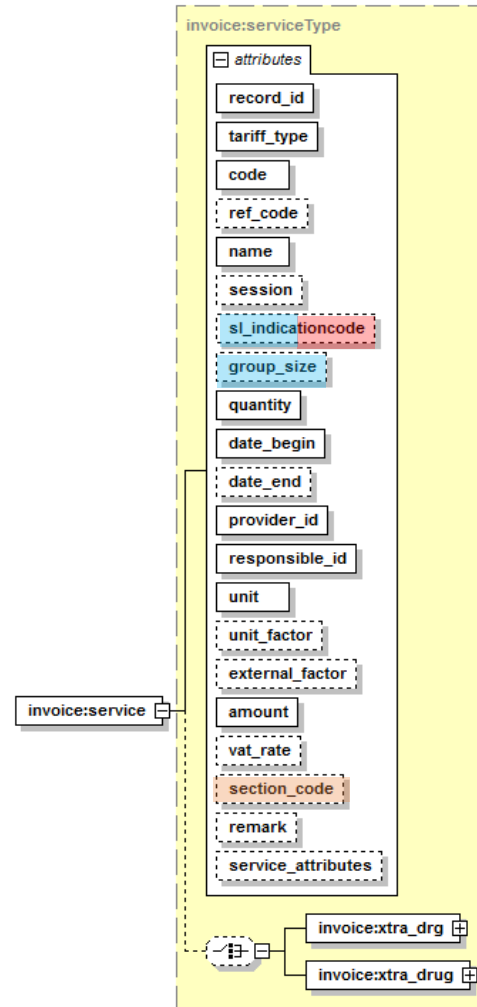 invoice:serviceType
attributes
record_id
tariff_type
code
ref_code
name
session
sl_indicationcode
group_size
quantity
date_begin
date_end
provider_id
responsible_id
unit
unit_factor
external_factor
invoice:service
amount
vat_rate
section_code
remark
service_attributes
invoice:xtra_drg
invoice:xtra_drug